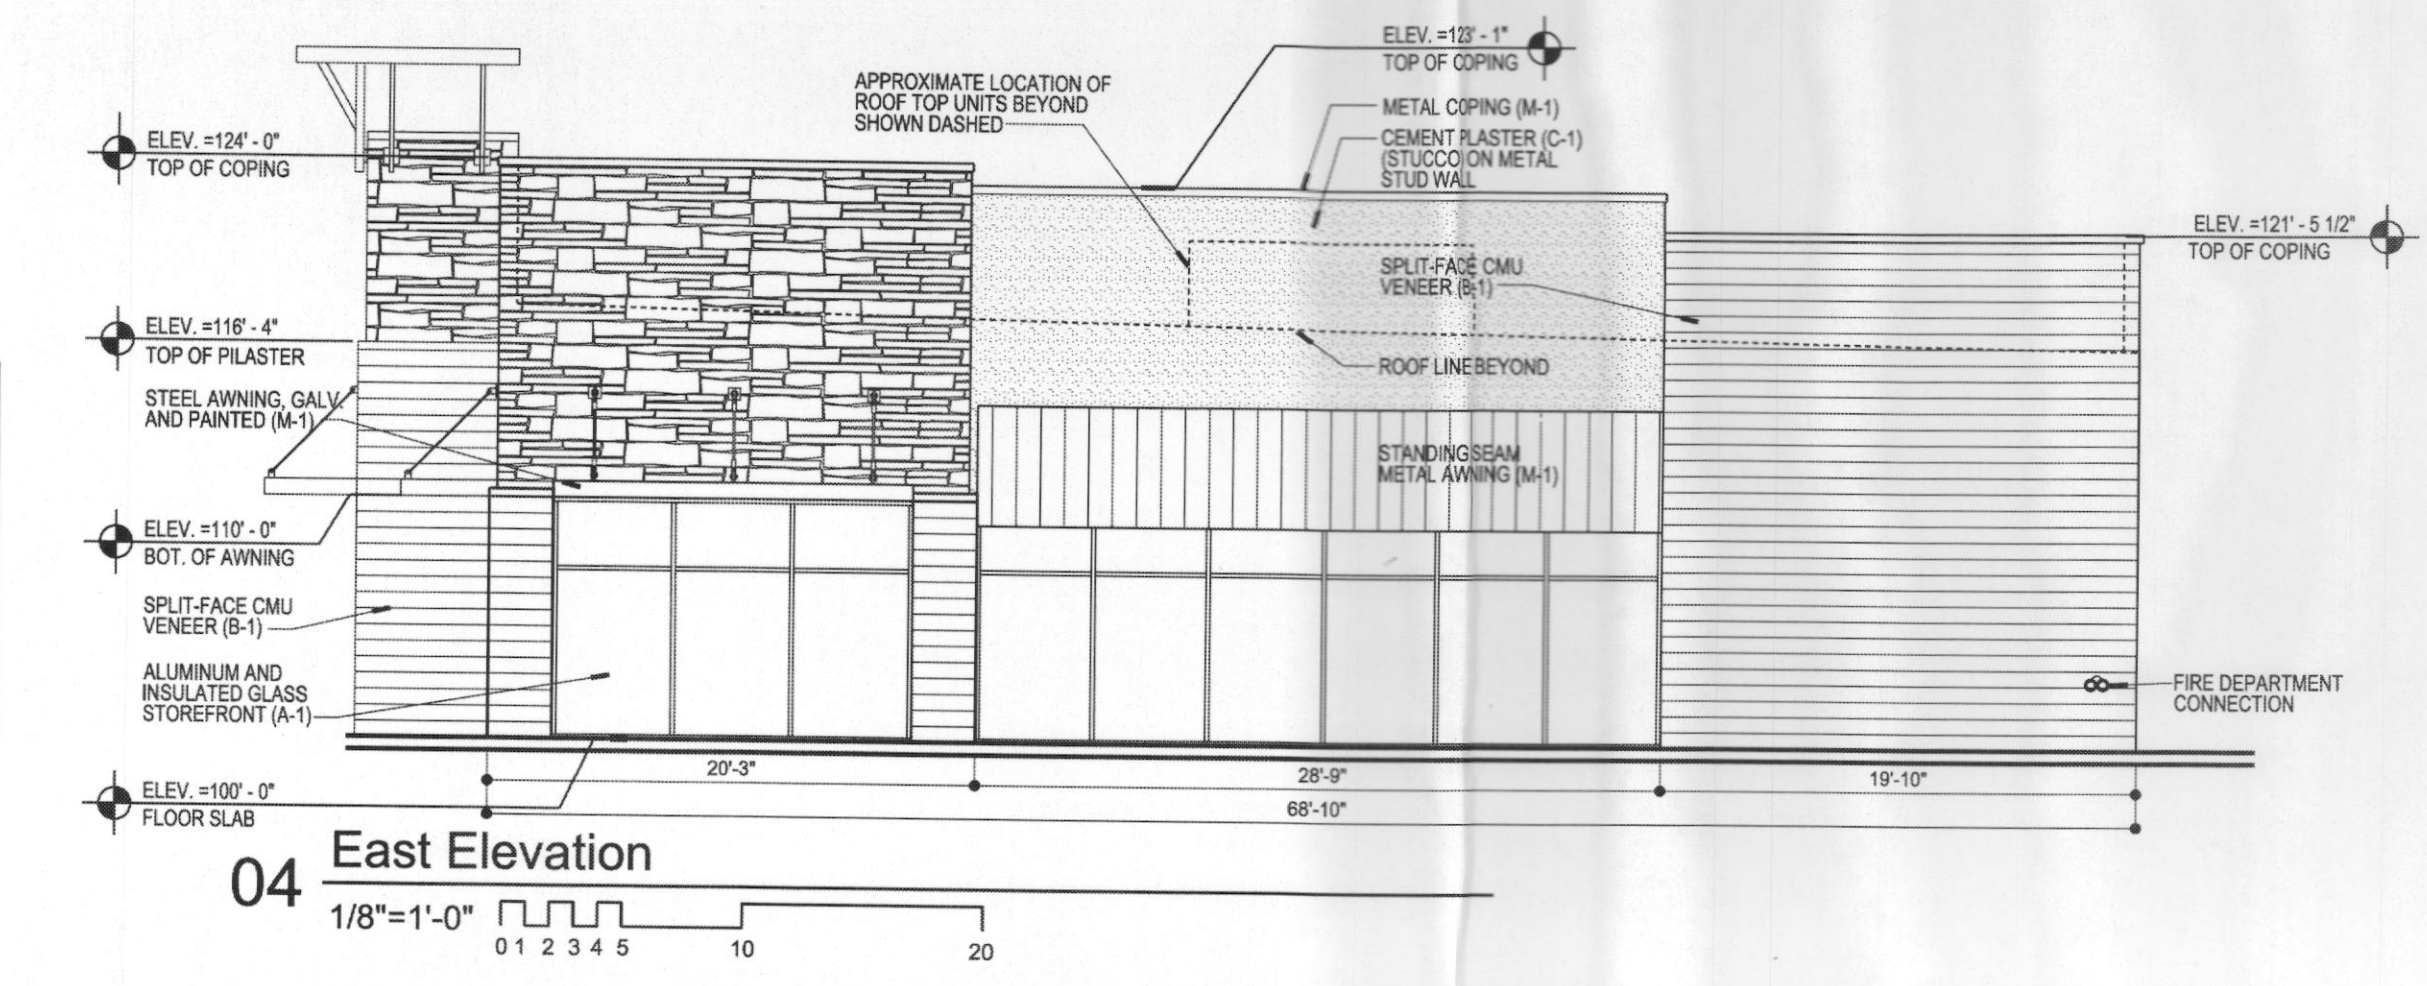 ELEV. =123' - 1"
TOP OF COPING
APPROXIMATE LOCATION OF
ROOF TOP UNITS BEYOND
SHOWN DASHED
METAL COPING (M-1)
CEMENT PLASTER (C-1)
(STUCCO) ON METAL
STUD WALL
ELEV. =124' - 0"
TOP OF COPING
ELEV. =121' - 5 1/2"
TOP OF COPING
SPLIT-FACE CMU
VENEER (B-1)
ELEV. =116' - 4"
TOP OF PILASTER
ROOF LINE BEYOND
STEEL AWNING, GALV.
AND PAINTED (M-1)
STANDING SEAM
METAL AWNING (M-1)
ELEV. =110' - 0"
BOT. OF AWNING
SPLIT-FACE CMU
VENEER (B-1)
ALUMINUM AND
INSULATED GLASS
STOREFRONT (A-1)
FIRE DEPARTMENT
CONNECTION
20'-3"
28'-9"
19'-10"
68'-10"
ELEV. =100' - 0"
FLOOR SLAB
04
East Elevation
1/8"=1'-0"
0 1 2 3 4 5 10 20